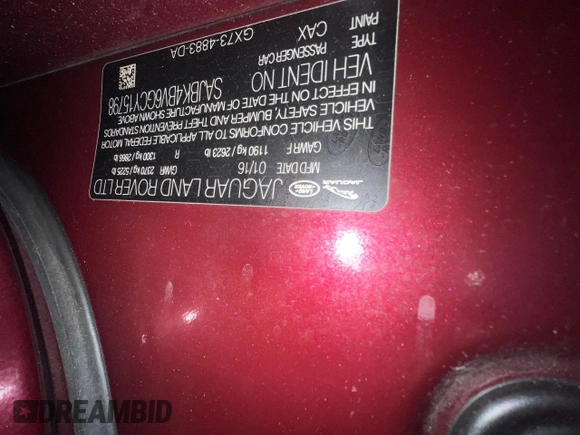 JAGUAR
LAND ROVER
JAGUAR LAND ROVER LTD
MFD DATE 01/16 GWR 2370 kg / 5225 lb
GAWR F 1190 kg / 2623 lb R 1300 kg / 2866 lb
THIS VEHICLE CONFORMS TO ALL APPLICABLE FEDERAL MOTOR
VEHICLE SAFETY, BUMPER AND THEFT PREVENTION STANDARDS
IN EFFECT ON THE DATE OF MANUFACTURE SHOWN ABOVE.
VEH IDENT NO SAJBK4BV6GCY15798
TYPE PASSENGER CAR
PAINT CAX
GX73-4883-DA
DREAMBID